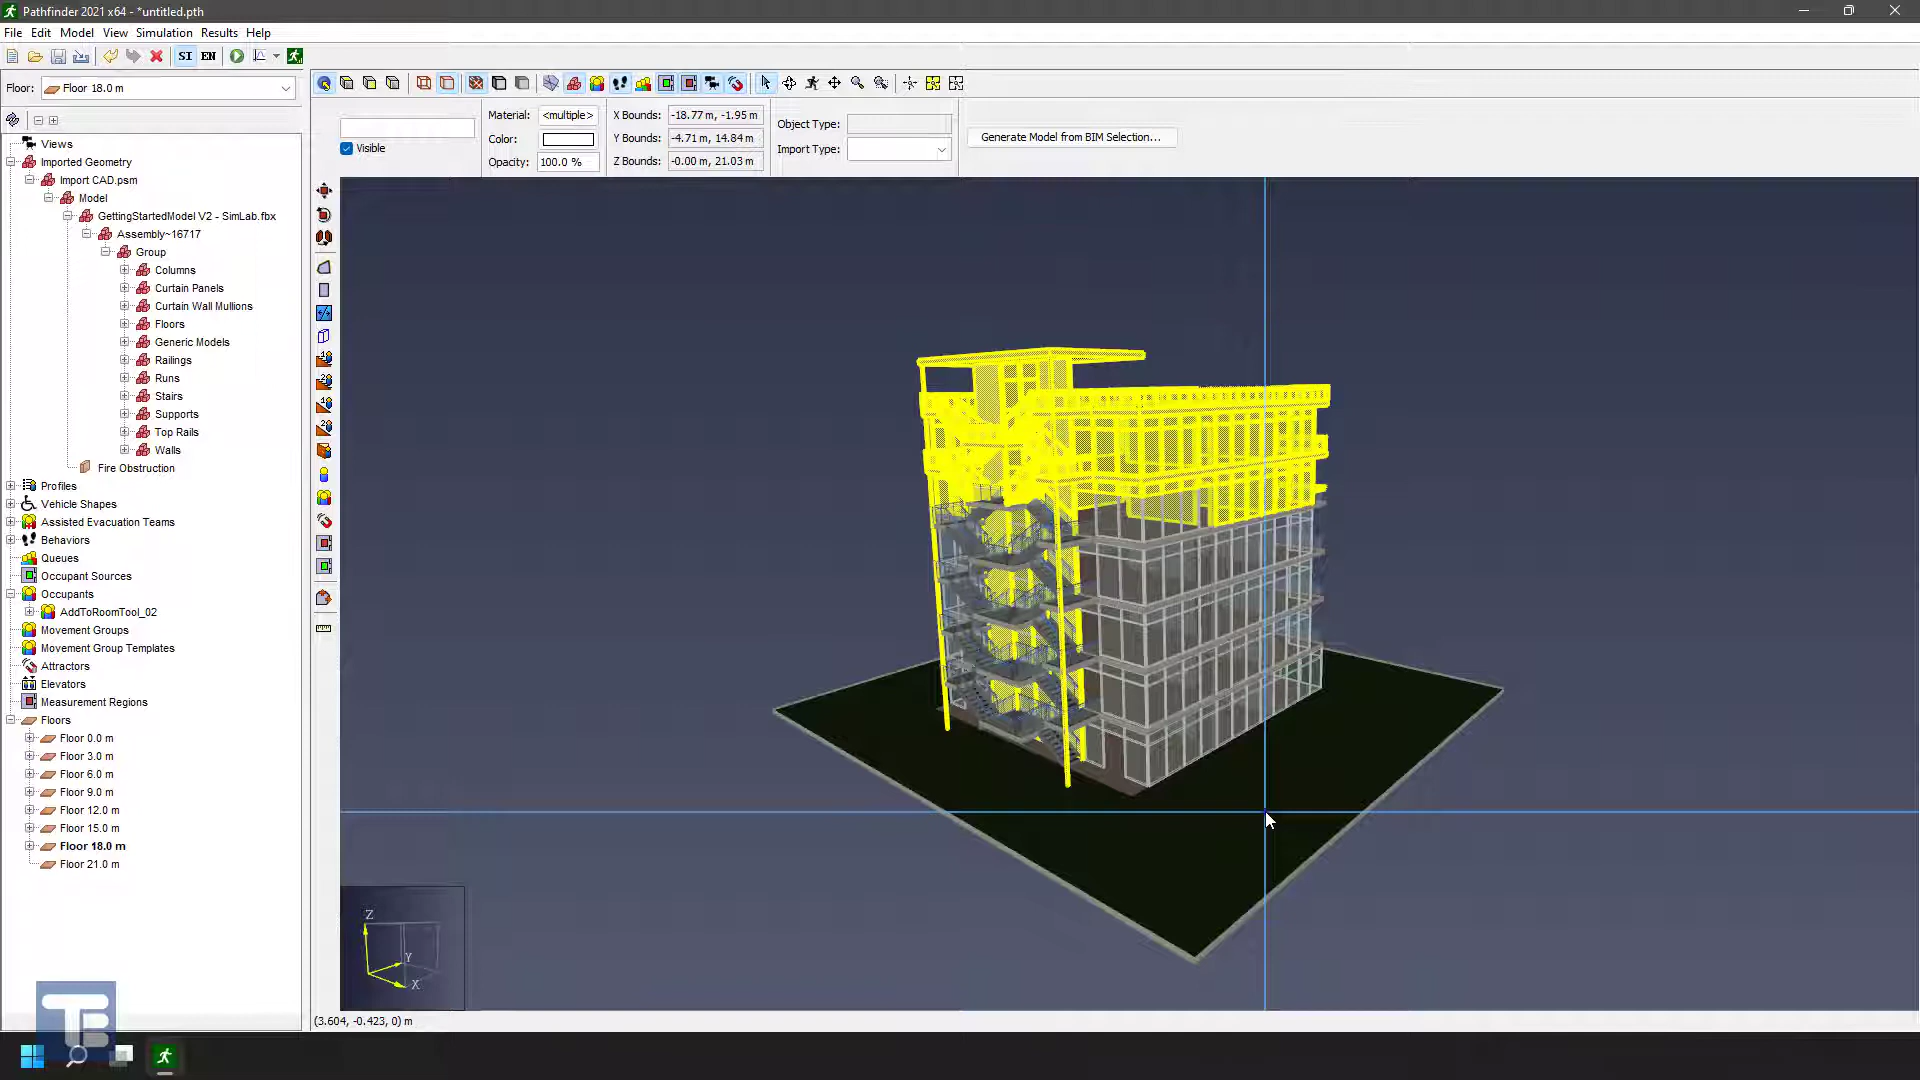 Pathfinder 2021 x64 - *untitled.pth
File Edit Model View Simulation Results Help
SI EN
Floor: Floor 18.0 m
Material: <multiple>
Color:
Opacity: 100.0 %
Visible
X Bounds: -18.77 m, -1.95 m
Y Bounds: -4.71 m, 14.84 m
Z Bounds: -0.00 m, 21.03 m
Object Type:
Import Type:
Generate Model from BIM Selection...
Views
Imported Geometry
Import CAD.psm
Model
GettingStartedModel V2 - SimLab.fbx
Assembly~16717
Group
Columns
Curtain Panels
Curtain Wall Mullions
Floors
Generic Models
Railings
Runs
Stairs
Supports
Top Rails
Walls
Fire Obstruction
Profiles
Vehicle Shapes
Assisted Evacuation Teams
Behaviors
Queues
Occupant Sources
Occupants
AddToRoomTool_02
Movement Groups
Movement Group Templates
Attractors
Elevators
Measurement Regions
Floors
Floor 0.0 m
Floor 3.0 m
Floor 6.0 m
Floor 9.0 m
Floor 12.0 m
Floor 15.0 m
Floor 18.0 m
Floor 21.0 m
Z
Y
X
(3.604, -0.423, 0) m
TB